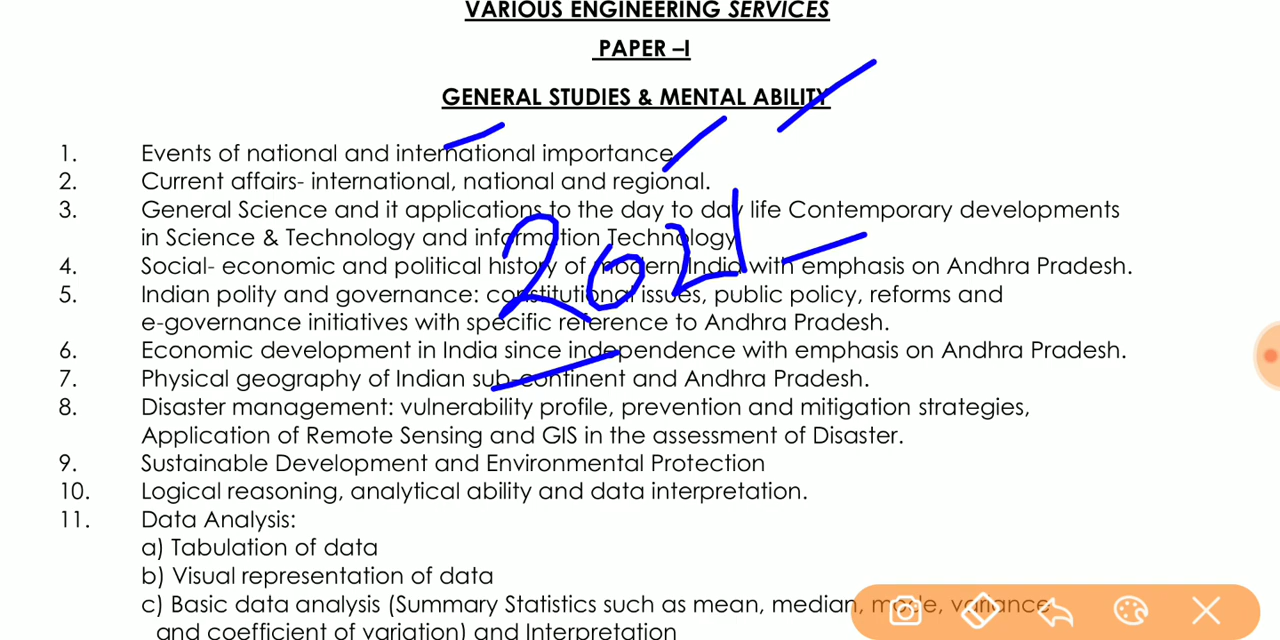 VARIOUS ENGINEERING SERVICES
PAPER –I
GENERAL STUDIES & MENTAL ABILITY
1. Events of national and international importance.
2. Current affairs- international, national and regional.
3. General Science and it applications to the day to day life Contemporary developments
in Science & Technology and information Technology
4. Social- economic and political history of modern India with emphasis on Andhra Pradesh.
5. Indian polity and governance: constitutional issues, public policy, reforms and
e-governance initiatives with specific reference to Andhra Pradesh.
6. Economic development in India since independence with emphasis on Andhra Pradesh.
7. Physical geography of Indian sub-continent and Andhra Pradesh.
8. Disaster management: vulnerability profile, prevention and mitigation strategies,
Application of Remote Sensing and GIS in the assessment of Disaster.
9. Sustainable Development and Environmental Protection
10. Logical reasoning, analytical ability and data interpretation.
11. Data Analysis:
a) Tabulation of data
b) Visual representation of data
c) Basic data analysis (Summary Statistics such as mean, median, mode, variance
and coefficient of variation) and Interpretation
2021